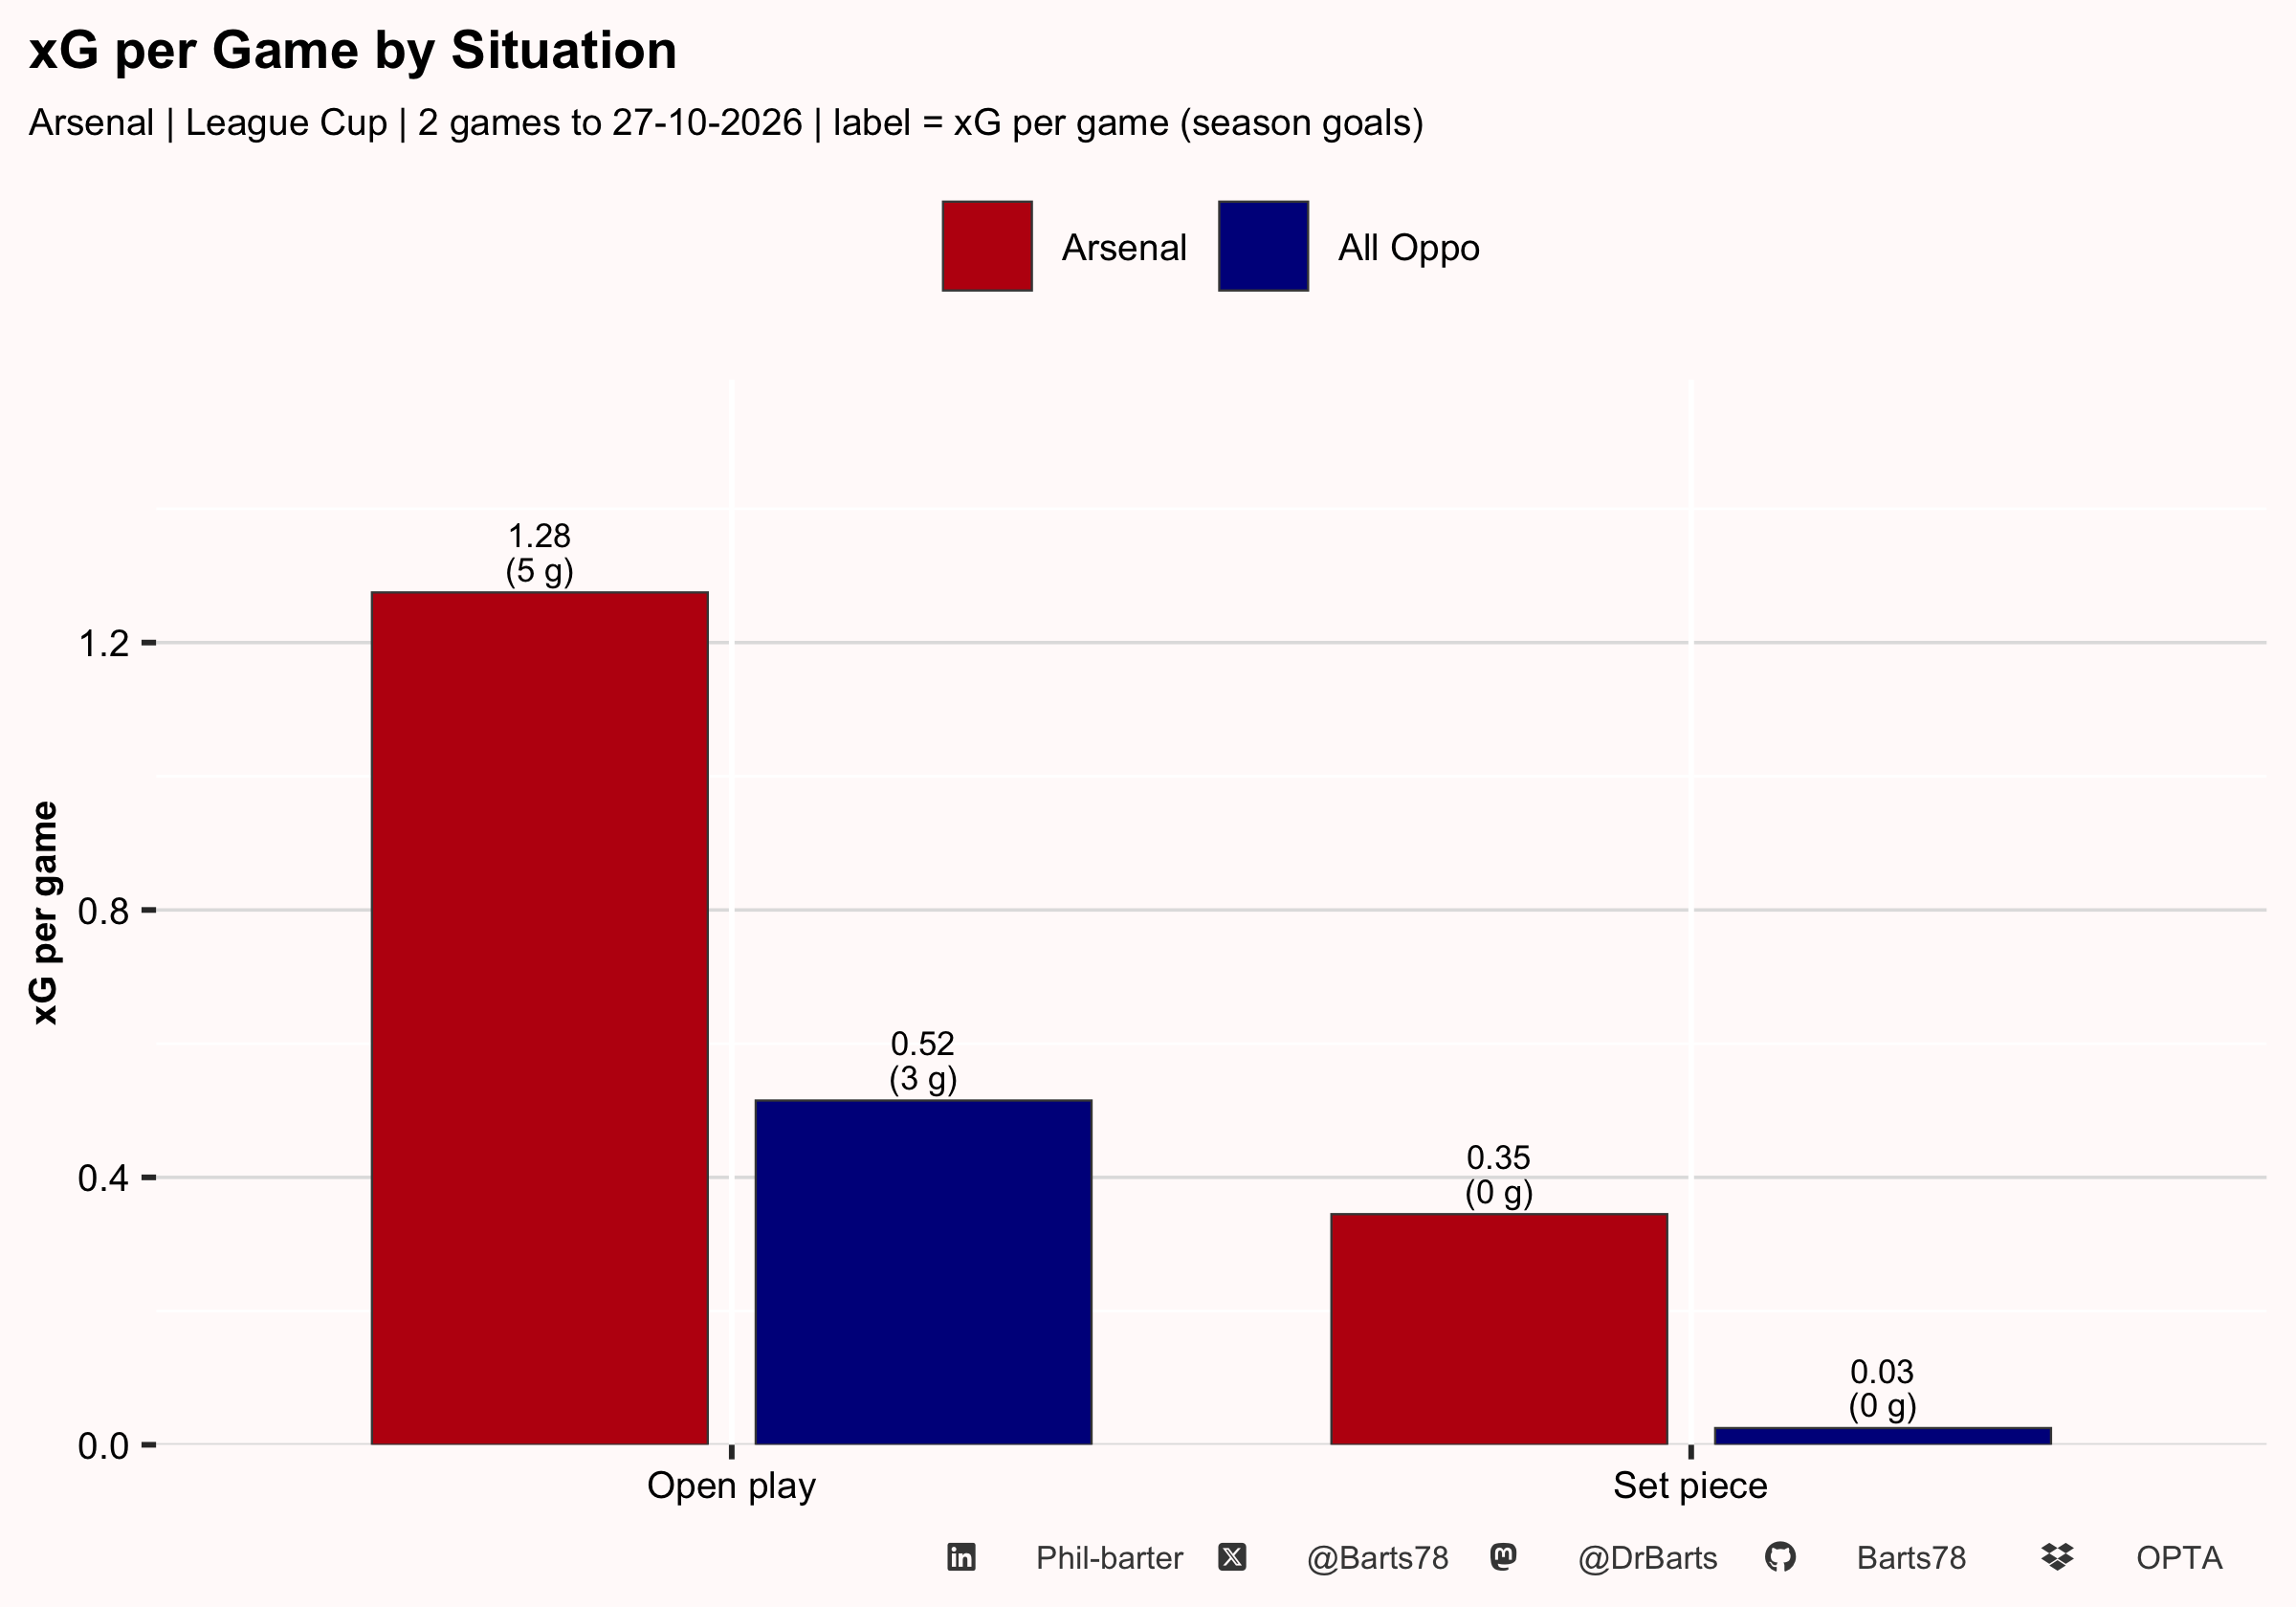 xG per Game by Situation
Arsenal | League Cup | 2 games to 27-10-2026 | label = xG per game (season goals)
Arsenal
All Oppo
xG per game
1.2
0.8
0.4
0.0
1.28
(5 g)
0.52
(3 g)
0.35
(0 g)
0.03
(0 g)
Open play
Set piece
Phil-barter @Barts78 @DrBarts Barts78 OPTA